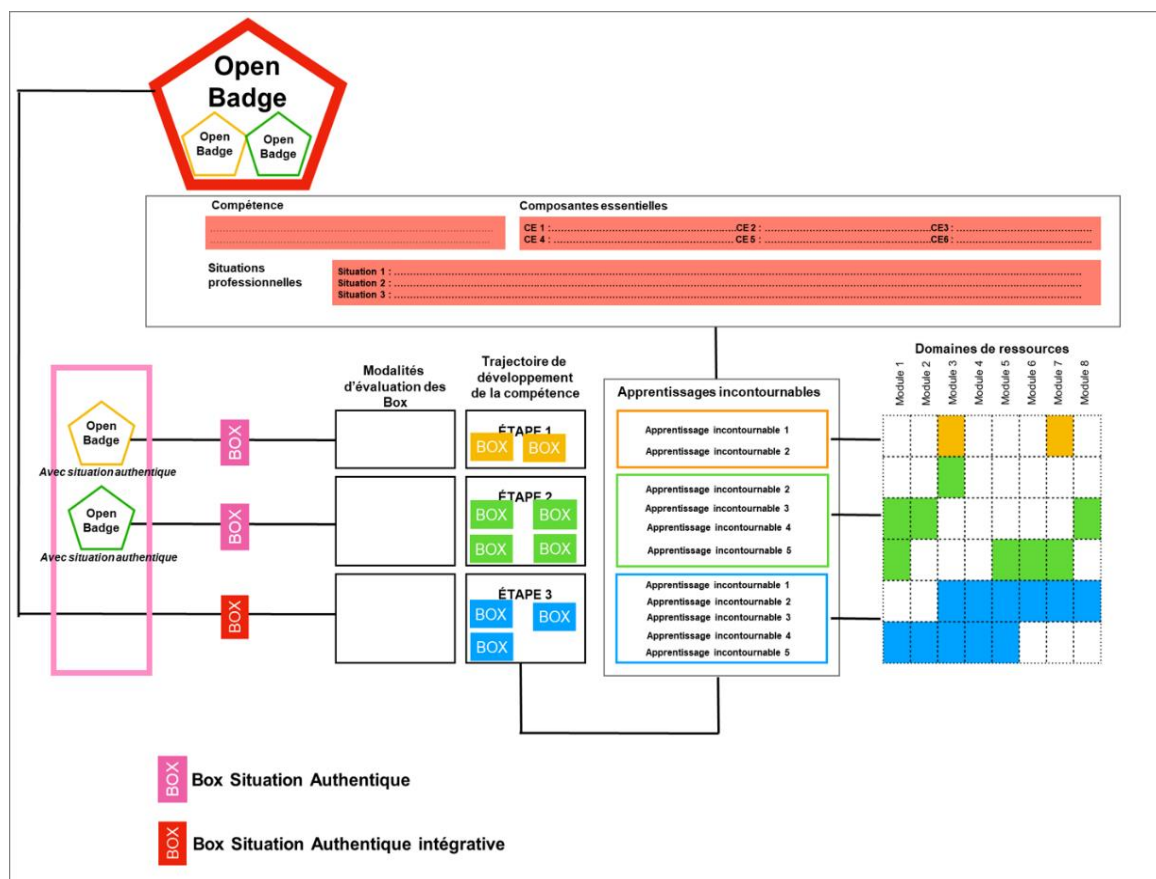 Open
Badge
Open
Badge
Open
Badge
Compétence
Composantes essentielles
CE 1 :
CE 2 :
CE3 :
CE 4 :
CE 5 :
CE6 :
Situations
professionnelles
Situation 1 :
Situation 2 :
Situation 3 :
Modalités
d'évaluation des
Box
Trajectoire de
développement
de la compétence
Apprentissages incontournables
Domaines de ressources
Module 1
Module 2
Module 3
Module 4
Module 5
Module 6
Module 7
Module 8
Open
Badge
Avec situation authentique
BOX
ÉTAPE 1
BOX
BOX
Apprentissage incontournable 1
Apprentissage incontournable 2
Open
Badge
Avec situation authentique
BOX
ÉTAPE 2
BOX
BOX
BOX
BOX
Apprentissage incontournable 2
Apprentissage incontournable 3
Apprentissage incontournable 4
Apprentissage incontournable 5
BOX
ÉTAPE 3
BOX
BOX
BOX
Apprentissage incontournable 1
Apprentissage incontournable 2
Apprentissage incontournable 3
Apprentissage incontournable 4
Apprentissage incontournable 5
BOX
Box Situation Authentique
BOX
Box Situation Authentique intégrative